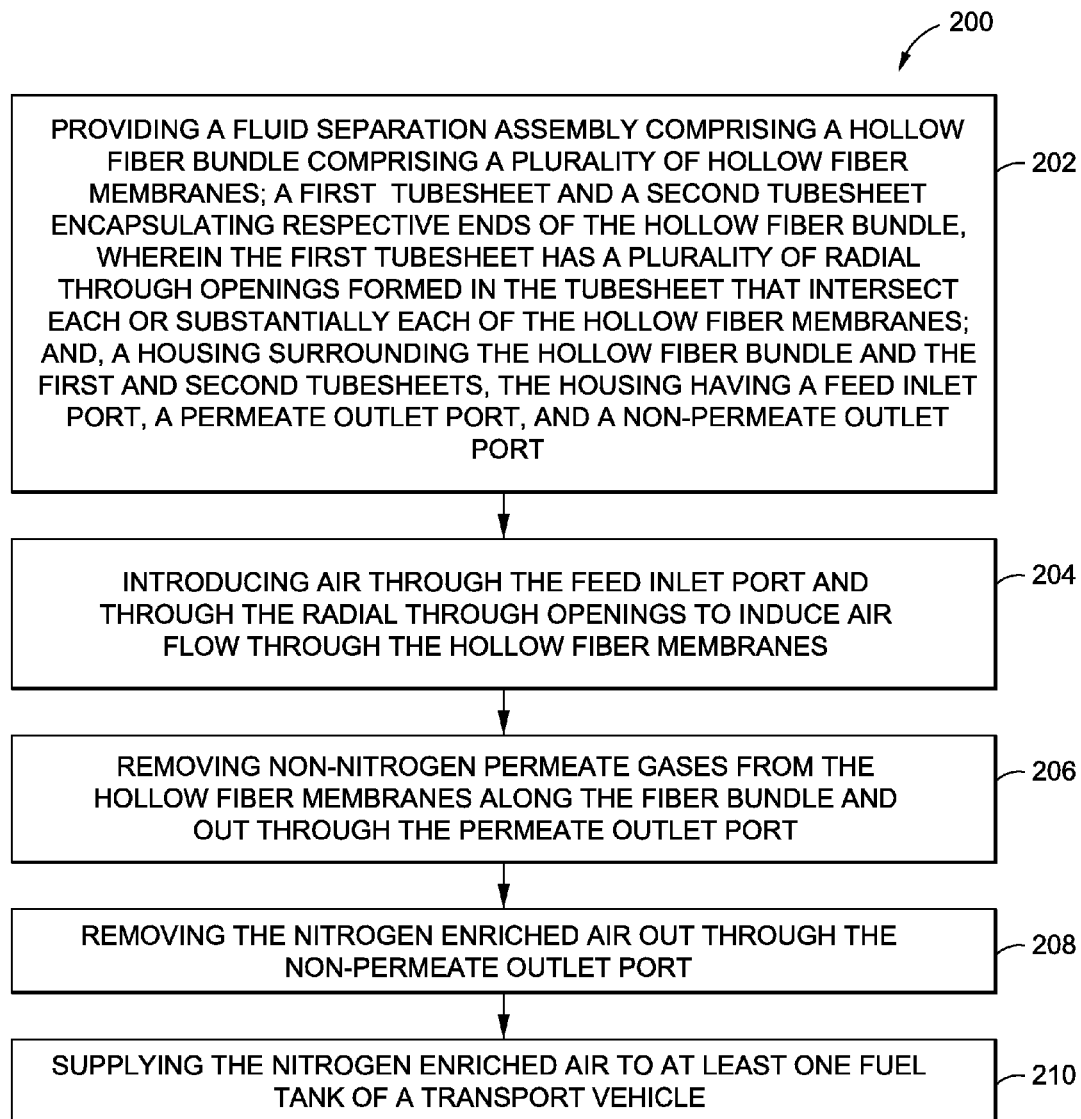 200
PROVIDING A FLUID SEPARATION ASSEMBLY COMPRISING A HOLLOW
FIBER BUNDLE COMPRISING A PLURALITY OF HOLLOW FIBER
MEMBRANES; A FIRST TUBESHEET AND A SECOND TUBESHEET
ENCAPSULATING RESPECTIVE ENDS OF THE HOLLOW FIBER BUNDLE,
WHEREIN THE FIRST TUBESHEET HAS A PLURALITY OF RADIAL
THROUGH OPENINGS FORMED IN THE TUBESHEET THAT INTERSECT
EACH OR SUBSTANTIALLY EACH OF THE HOLLOW FIBER MEMBRANES;
AND, A HOUSING SURROUNDING THE HOLLOW FIBER BUNDLE AND THE
FIRST AND SECOND TUBESHEETS, THE HOUSING HAVING A FEED INLET
PORT, A PERMEATE OUTLET PORT, AND A NON-PERMEATE OUTLET
PORT
202
INTRODUCING AIR THROUGH THE FEED INLET PORT AND
THROUGH THE RADIAL THROUGH OPENINGS TO INDUCE AIR
FLOW THROUGH THE HOLLOW FIBER MEMBRANES
204
REMOVING NON-NITROGEN PERMEATE GASES FROM THE
HOLLOW FIBER MEMBRANES ALONG THE FIBER BUNDLE AND
OUT THROUGH THE PERMEATE OUTLET PORT
206
REMOVING THE NITROGEN ENRICHED AIR OUT THROUGH THE
NON-PERMEATE OUTLET PORT
208
SUPPLYING THE NITROGEN ENRICHED AIR TO AT LEAST ONE FUEL
TANK OF A TRANSPORT VEHICLE
210